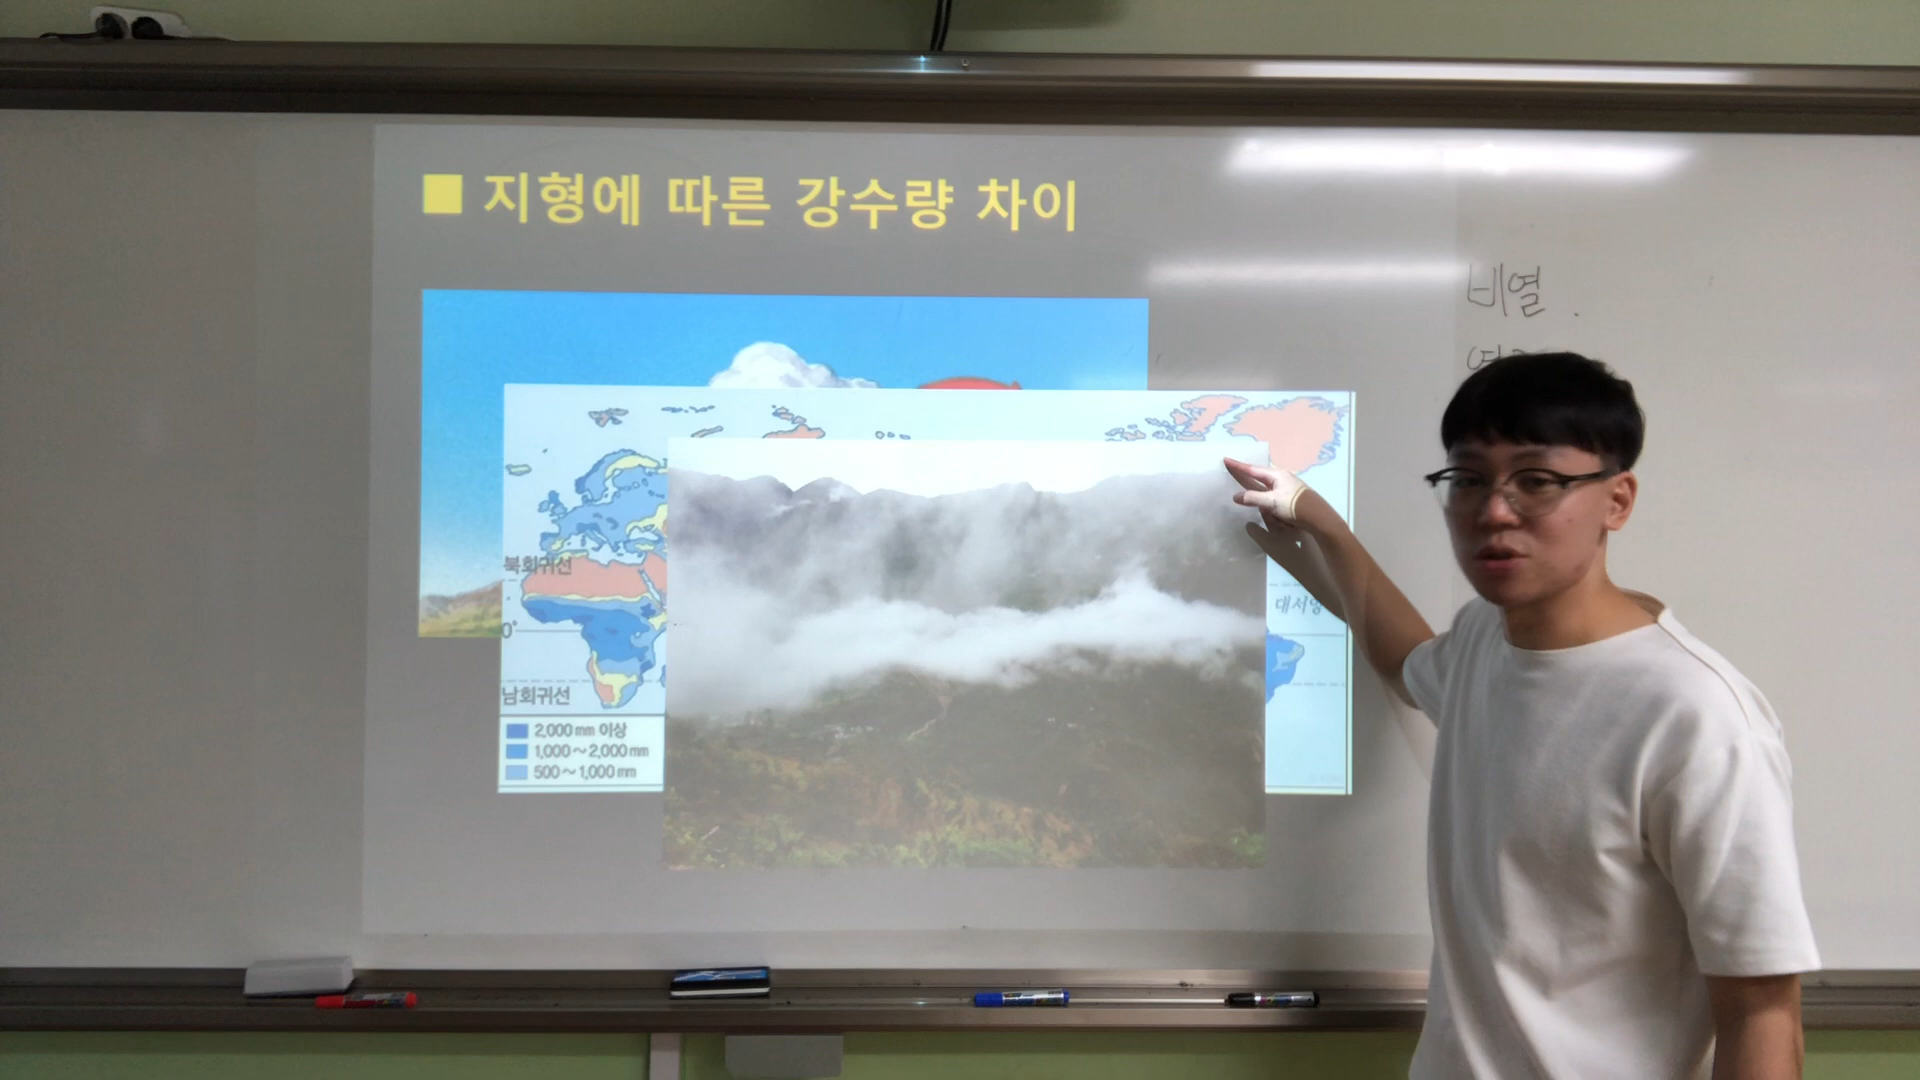 ■ 지형에 따른 강수량 차이
비열.
북회귀선
대서양
0°
남회귀선
2,000 mm 이상
1,000~2,000 mm
500~1,000 mm